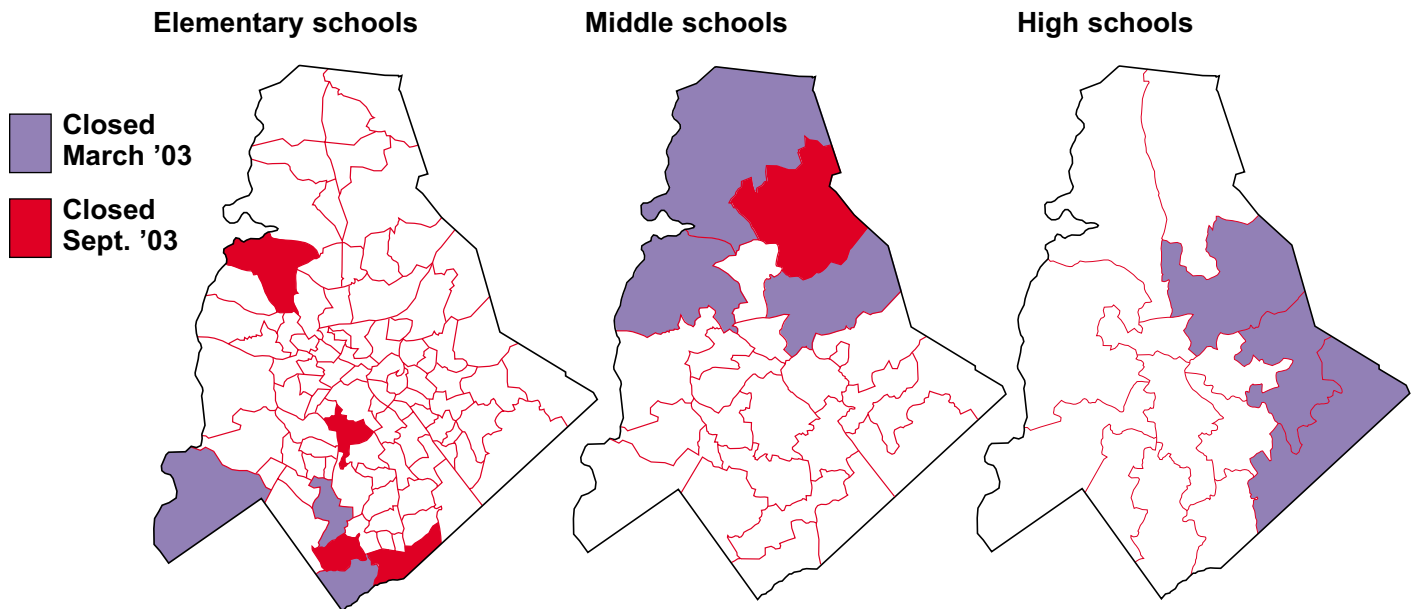 Elementary schools
Middle schools
High schools
Closed
March ’03
Closed
Sept. ’03